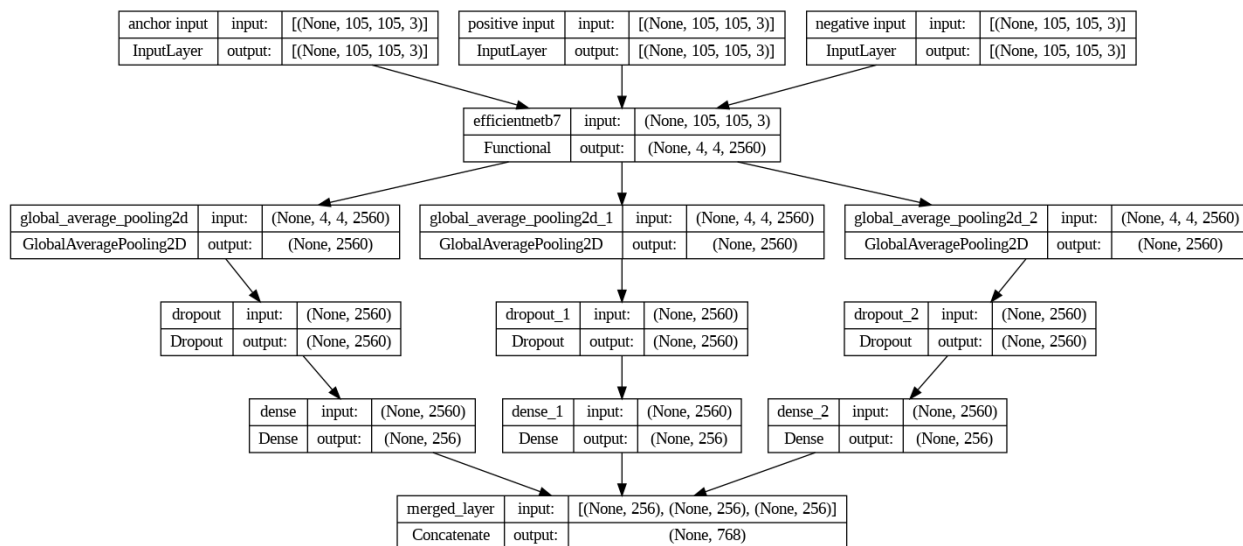 anchor input input: [(None, 105, 105, 3)]
InputLayer output: [(None, 105, 105, 3)]
positive input input: [(None, 105, 105, 3)]
InputLayer output: [(None, 105, 105, 3)]
negative input input: [(None, 105, 105, 3)]
InputLayer output: [(None, 105, 105, 3)]
efficientnetb7 input: (None, 105, 105, 3)
Functional output: (None, 4, 4, 2560)
global_average_pooling2d input: (None, 4, 4, 2560)
GlobalAveragePooling2D output: (None, 2560)
global_average_pooling2d_1 input: (None, 4, 4, 2560)
GlobalAveragePooling2D output: (None, 2560)
global_average_pooling2d_2 input: (None, 4, 4, 2560)
GlobalAveragePooling2D output: (None, 2560)
dropout input: (None, 2560)
Dropout output: (None, 2560)
dropout_1 input: (None, 2560)
Dropout output: (None, 2560)
dropout_2 input: (None, 2560)
Dropout output: (None, 2560)
dense input: (None, 2560)
Dense output: (None, 256)
dense_1 input: (None, 2560)
Dense output: (None, 256)
dense_2 input: (None, 2560)
Dense output: (None, 256)
merged_layer input: [(None, 256), (None, 256), (None, 256)]
Concatenate output: (None, 768)